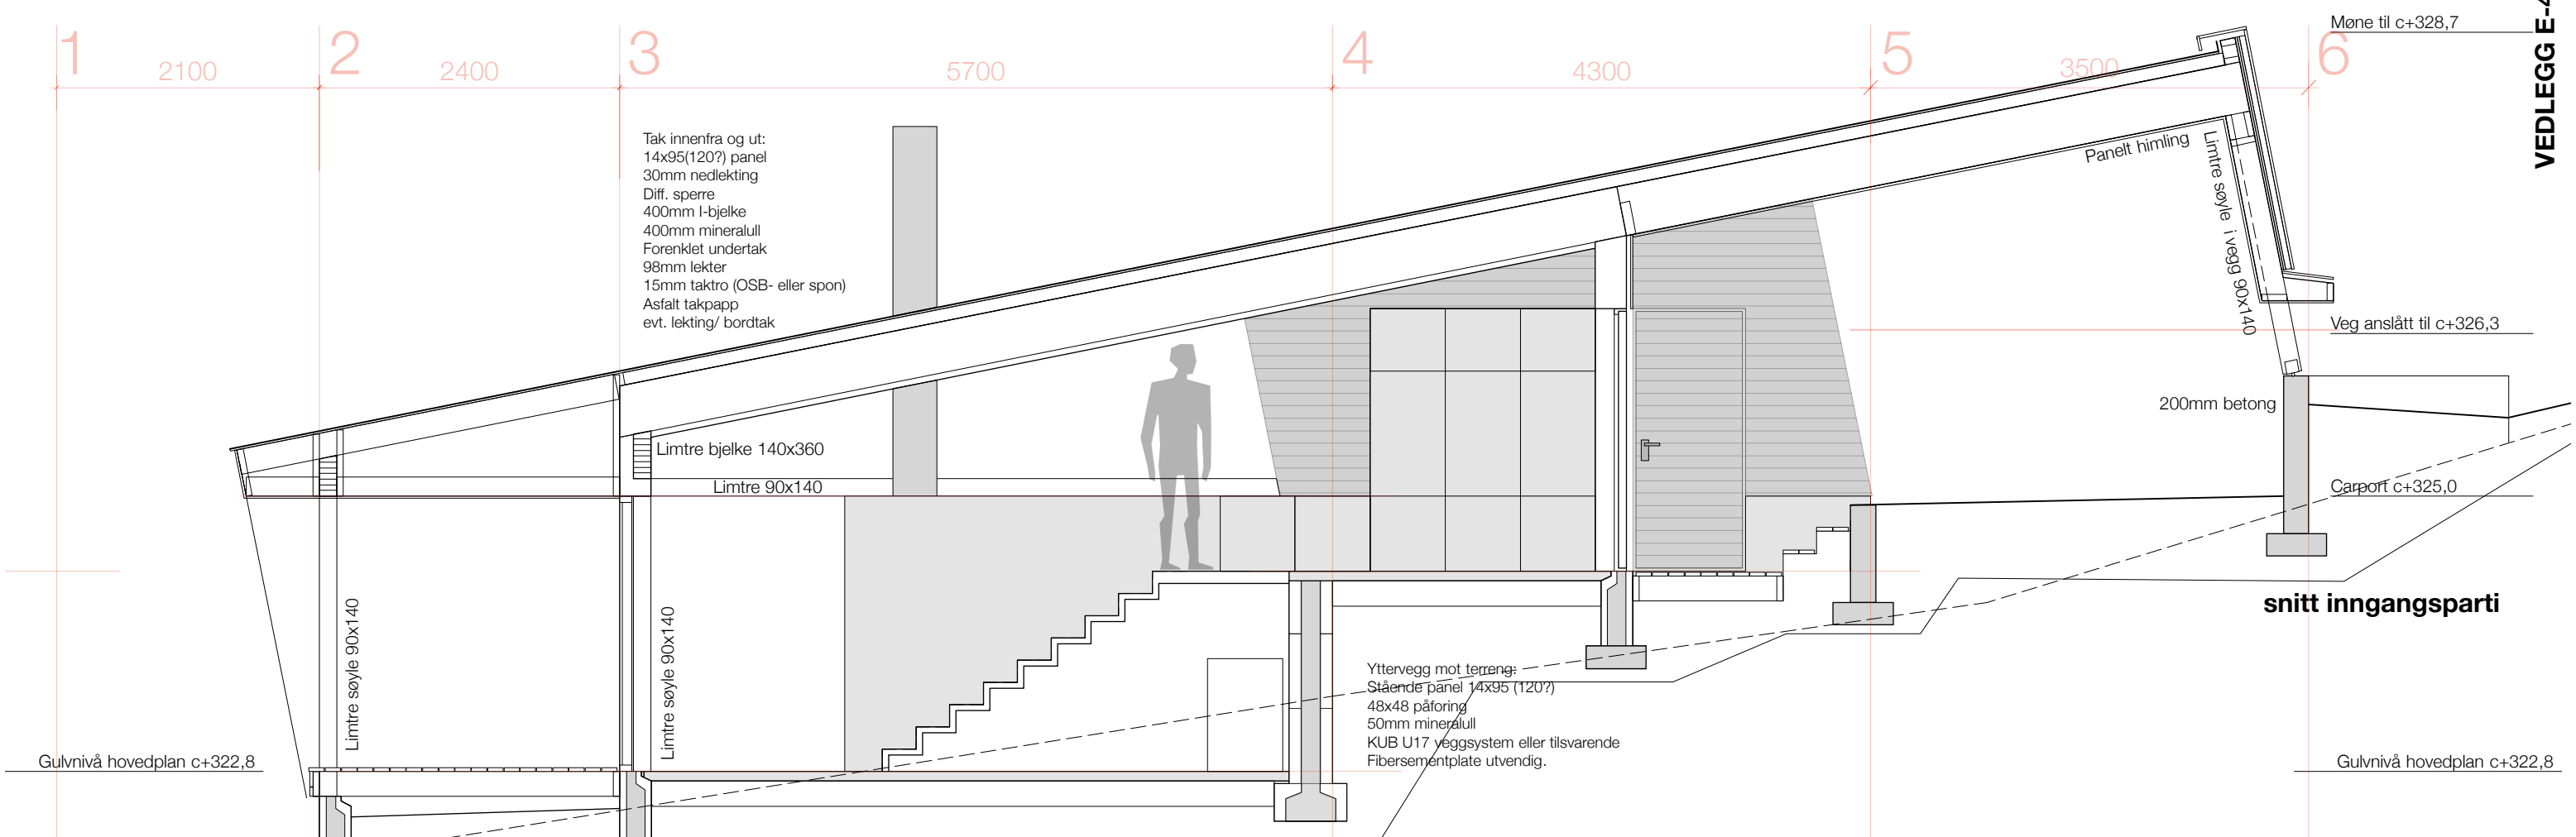 1
2
3
4
5
6
2100
2400
5700
4300
3500
Møne til c+328,7
VEDLEGG E-4
Tak innenfra og ut:
14x95(120?) panel
30mm nedlekting
Diff. sperre
400mm I-bjelke
400mm mineralull
Forenklet undertak
98mm lekter
15mm taktro (OSB- eller spon)
Asfalt takpapp
evt. lekting/ bordtak
Panelt himling
Limtre søyle i vegg 90x140
Veg anslått til c+326,3
200mm betong
Limtre bjelke 140x360
Limtre 90x140
Carport c+325,0
snitt inngangsparti
Limtre søyle 90x140
Limtre søyle 90x140
Yttervegg mot terreng:
Stående panel 14x95 (120?)
48x48 påforing
50mm mineralull
KUB U17 veggsystem eller tilsvarende
Fibersementplate utvendig.
Gulvnivå hovedplan c+322,8
Gulvnivå hovedplan c+322,8